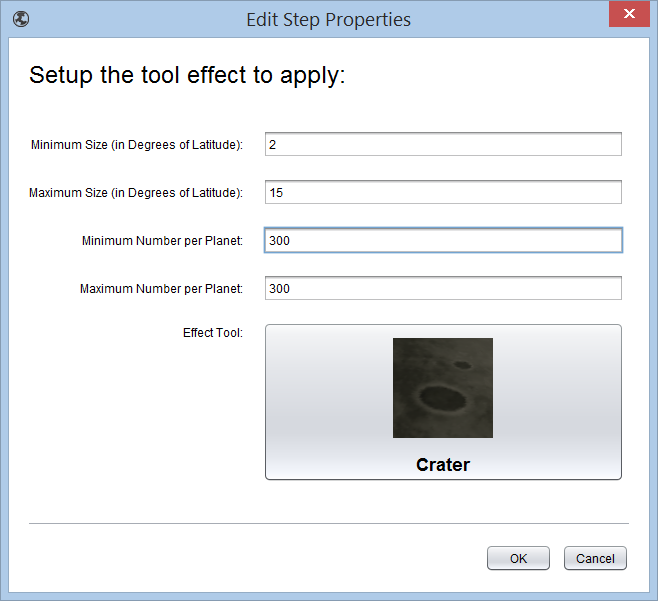 Edit Step Properties
Setup the tool effect to apply:
Minimum Size (in Degrees of Latitude): 2
Maximum Size (in Degrees of Latitude): 15
Minimum Number per Planet: 300
Maximum Number per Planet: 300
Effect Tool:
Crater
OK Cancel